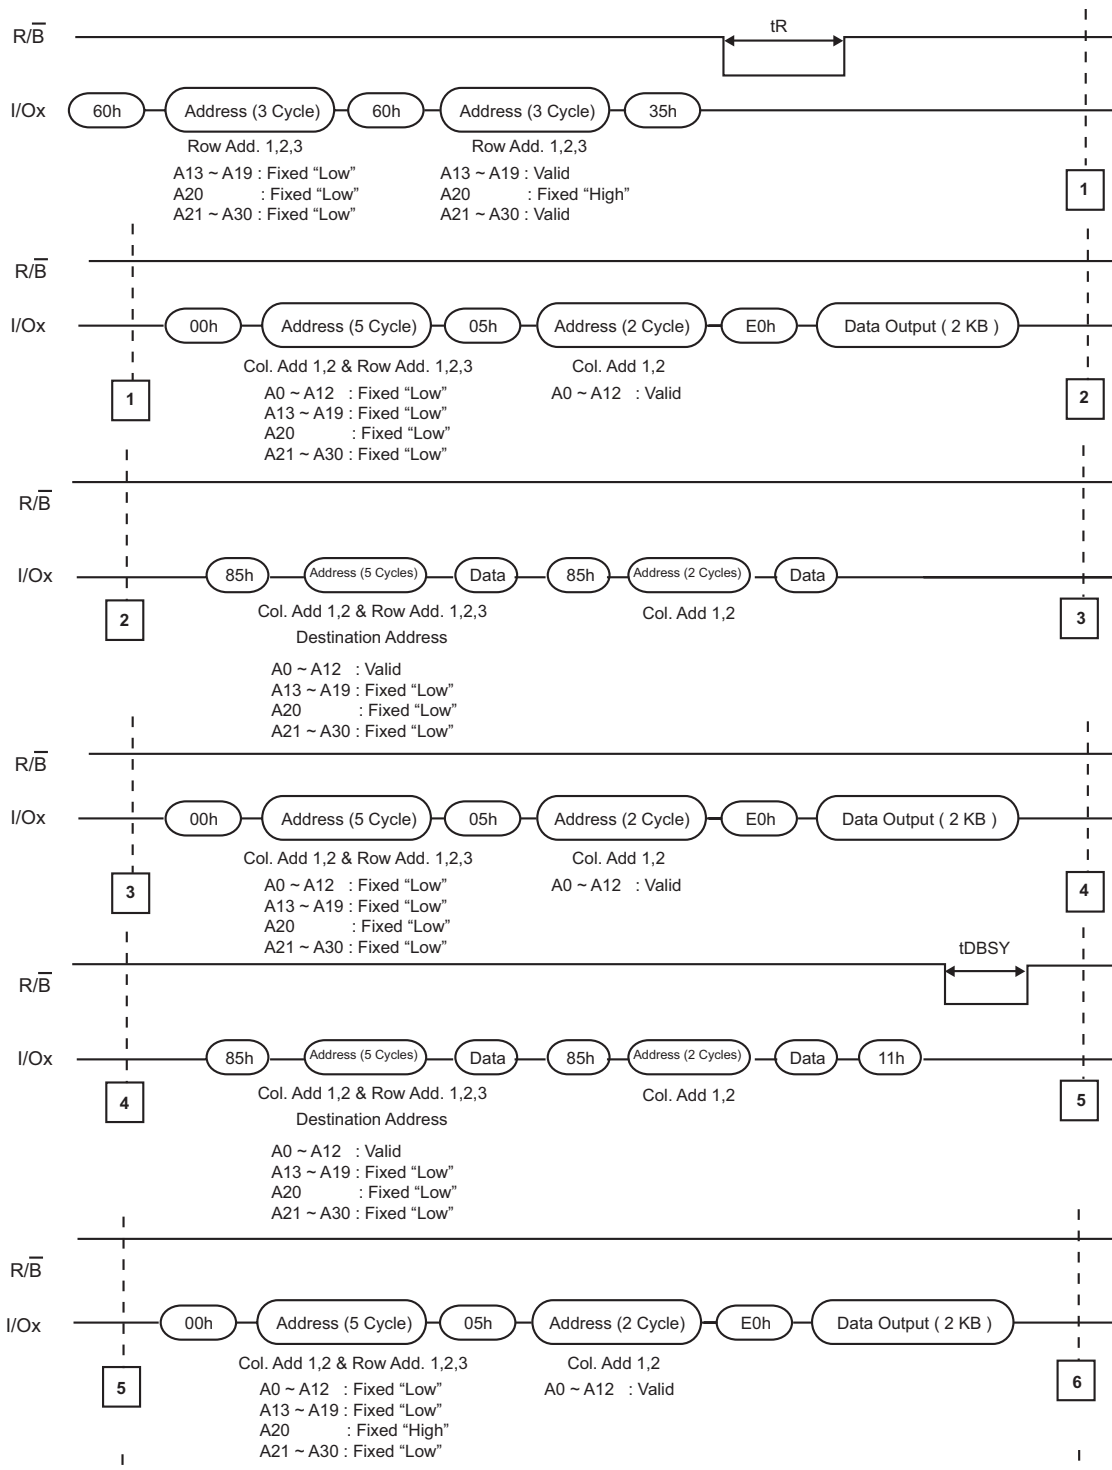 tR
R/B̅
I/Ox 60h Address (3 Cycle) 60h Address (3 Cycle) 35h
Row Add. 1,2,3 Row Add. 1,2,3
A13 ~ A19 : Fixed “Low” A13 ~ A19 : Valid
A20 : Fixed “Low” A20 : Fixed “High”
A21 ~ A30 : Fixed “Low” A21 ~ A30 : Valid
1
R/B̅
I/Ox 00h Address (5 Cycle) 05h Address (2 Cycle) E0h Data Output ( 2 KB )
Col. Add 1,2 & Row Add. 1,2,3 Col. Add 1,2
A0 ~ A12 : Fixed “Low” A0 ~ A12 : Valid
A13 ~ A19 : Fixed “Low”
A20 : Fixed “Low”
A21 ~ A30 : Fixed “Low”
1 2
R/B̅
I/Ox 85h Address (5 Cycles) Data 85h Address (2 Cycles) Data
Col. Add 1,2 & Row Add. 1,2,3 Col. Add 1,2
Destination Address
2 3
A0 ~ A12 : Valid
A13 ~ A19 : Fixed “Low”
A20 : Fixed “Low”
A21 ~ A30 : Fixed “Low”
R/B̅
I/Ox 00h Address (5 Cycle) 05h Address (2 Cycle) E0h Data Output ( 2 KB )
Col. Add 1,2 & Row Add. 1,2,3 Col. Add 1,2
A0 ~ A12 : Fixed “Low” A0 ~ A12 : Valid
A13 ~ A19 : Fixed “Low”
A20 : Fixed “Low”
A21 ~ A30 : Fixed “Low”
3 4
tDBSY
R/B̅
I/Ox 85h Address (5 Cycles) Data 85h Address (2 Cycles) Data 11h
Col. Add 1,2 & Row Add. 1,2,3 Col. Add 1,2
Destination Address
4 5
A0 ~ A12 : Valid
A13 ~ A19 : Fixed “Low”
A20 : Fixed “Low”
A21 ~ A30 : Fixed “Low”
R/B̅
I/Ox 00h Address (5 Cycle) 05h Address (2 Cycle) E0h Data Output ( 2 KB )
Col. Add 1,2 & Row Add. 1,2,3 Col. Add 1,2
A0 ~ A12 : Fixed “Low” A0 ~ A12 : Valid
A13 ~ A19 : Fixed “Low”
A20 : Fixed “High”
A21 ~ A30 : Fixed “Low”
5 6